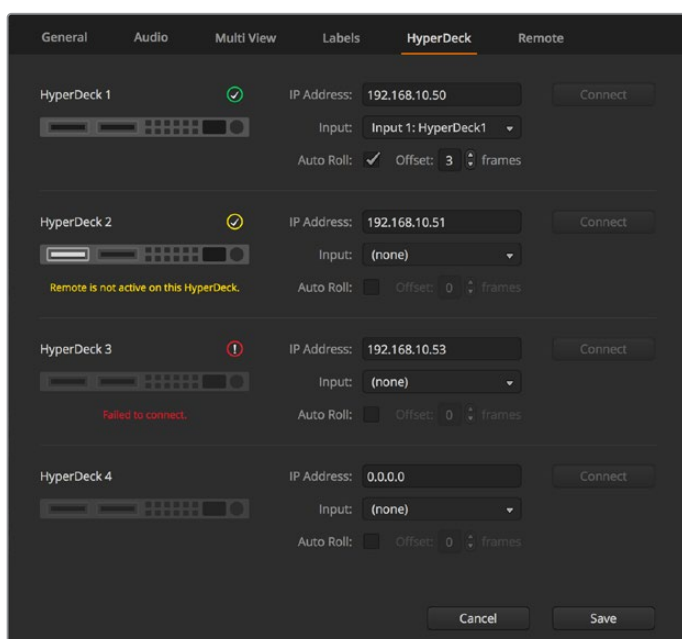 General Audio Multi View Labels HyperDeck Remote
HyperDeck 1 IP Address: 192.168.10.50 Connect
Input: Input 1: HyperDeck1
Auto Roll: Offset: 3 frames
HyperDeck 2 IP Address: 192.168.10.51 Connect
Input: (none)
Remote is not active on this HyperDeck. Auto Roll: Offset: 0 frames
HyperDeck 3 IP Address: 192.168.10.53 Connect
Input: (none)
Failed to connect. Auto Roll: Offset: 0 frames
HyperDeck 4 IP Address: 0.0.0.0 Connect
Input: (none)
Auto Roll: Offset: 0 frames
Cancel Save